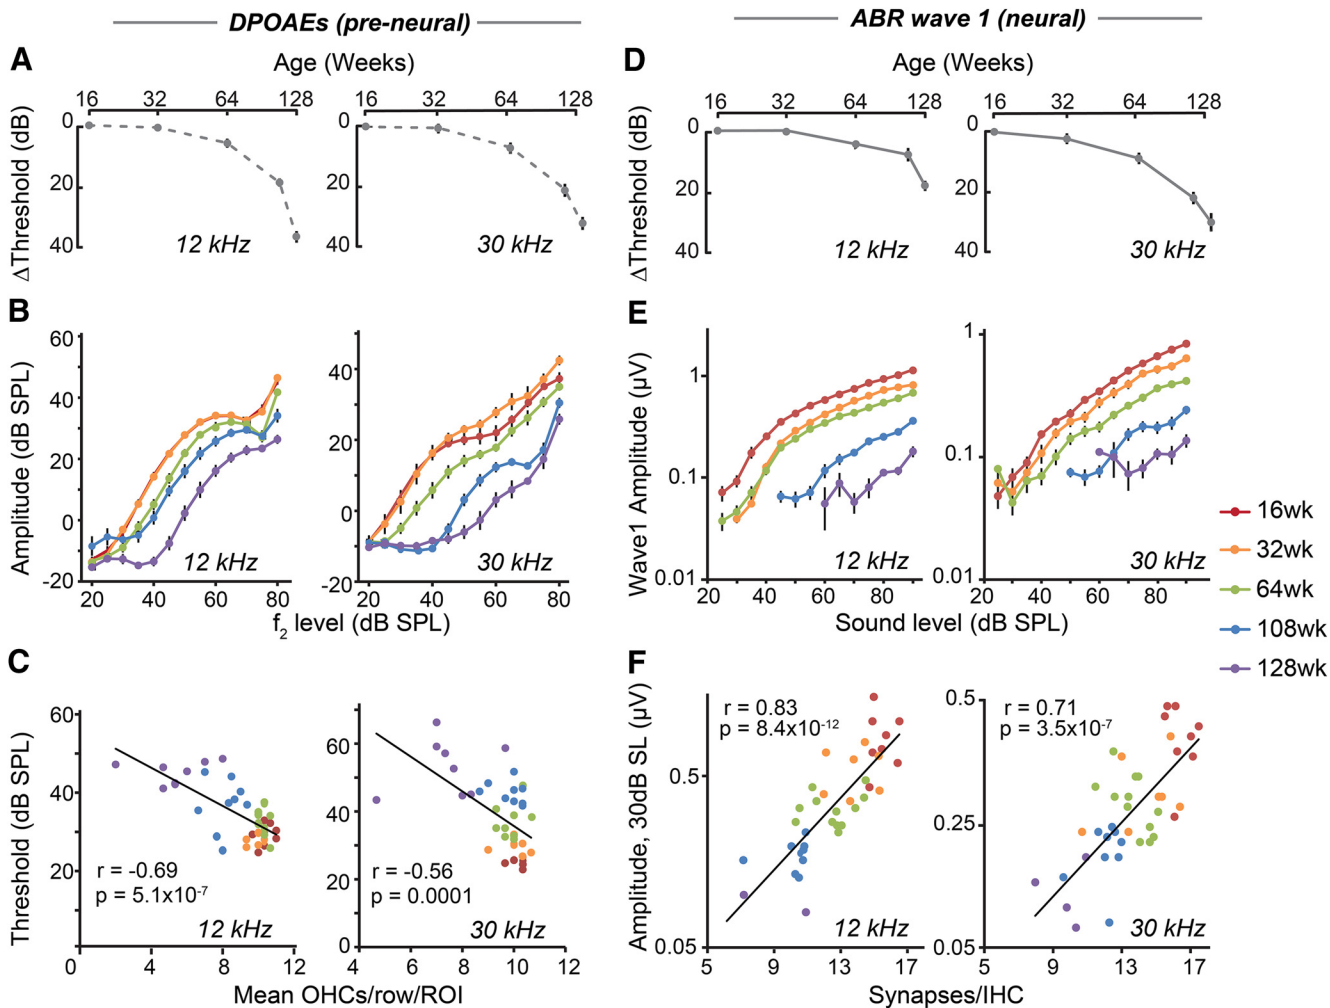 DPOAEs (pre-neural)
ABR wave 1 (neural)
A
Age (Weeks)
16 32 64 128
16 32 64 128
ΔThreshold (dB)
0
20
40
12 kHz
0
20
40
30 kHz
D
Age (Weeks)
16 32 64 128
16 32 64 128
ΔThreshold (dB)
0
20
40
12 kHz
0
20
40
30 kHz
B
Amplitude (dB SPL)
60
40
20
0
-20
12 kHz
20 40 60 80
40
20
0
-20
30 kHz
20 40 60 80
f2 level (dB SPL)
E
Wave1 Amplitude (μV)
1
0.1
0.01
12 kHz
20 40 60 80
1
0.1
0.01
30 kHz
20 40 60 80
Sound level (dB SPL)
16wk
32wk
64wk
108wk
128wk
C
Threshold (dB SPL)
60
40
20
0
r = -0.69
p = 5.1x10-7
12 kHz
0 4 8 12
60
40
20
0
r = -0.56
p = 0.0001
30 kHz
4 6 8 10 12
Mean OHCs/row/ROI
F
Amplitude, 30dB SL (μV)
0.5
0.05
r = 0.83
p = 8.4x10-12
12 kHz
5 9 13 17
0.5
0.25
0.05
r = 0.71
p = 3.5x10-7
30 kHz
5 9 13 17
Synapses/IHC